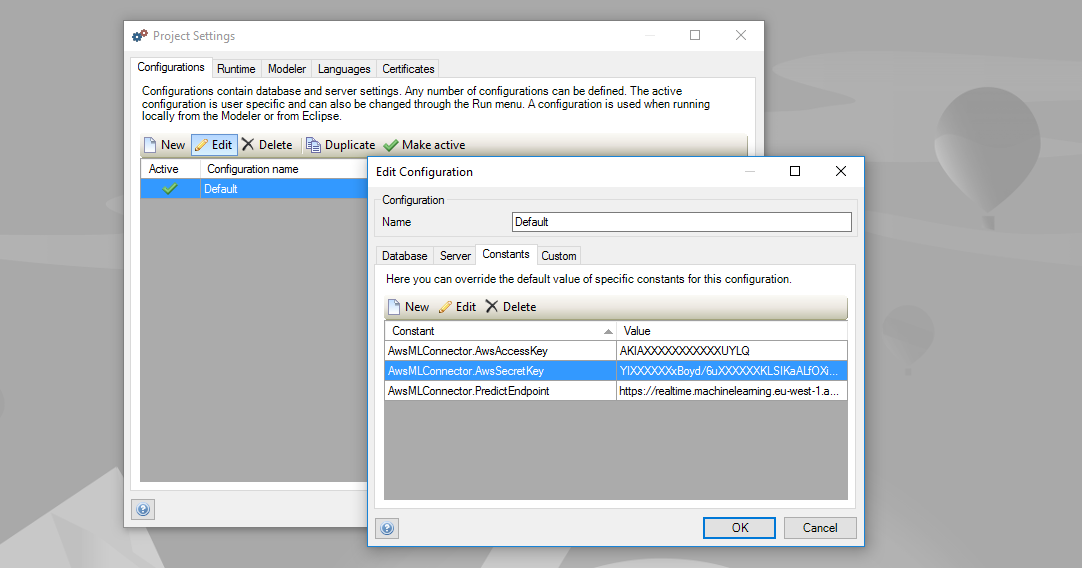 Project Settings
Configurations Runtime Modeler Languages Certificates
Configurations contain database and server settings. Any number of configurations can be defined. The active
configuration is user specific and can also be changed through the Run menu. A configuration is used when running
locally from the Modeler or from Eclipse.
New Edit Delete Duplicate Make active
Active Configuration name
Default
Edit Configuration
Configuration
Name Default
Database Server Constants Custom
Here you can override the default value of specific constants for this configuration.
New Edit Delete
Constant Value
AwsMLConnector.AwsAccessKey AKIAXXXXXXXXXXXUYLQ
AwsMLConnector.AwsSecretKey YIXXXXXXxBoyd/6uXXXXXXKLSIKaALfOXi...
AwsMLConnector.PredictEndpoint https://realtime.machinelearning.eu-west-1.a...
OK Cancel